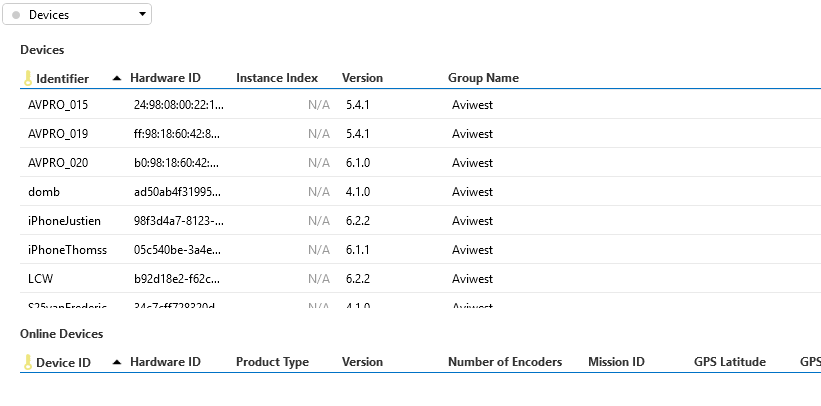 Devices
Devices
Identifier Hardware ID Instance Index Version Group Name
AVPRO_015 24:98:08:00:22:1... N/A 5.4.1 Aviwest
AVPRO_019 ff:98:18:60:42:8... N/A 5.4.1 Aviwest
AVPRO_020 b0:98:18:60:42:... N/A 6.1.0 Aviwest
domb ad50ab4f31995... N/A 4.1.0 Aviwest
iPhoneJustien 98f3d4a7-8123-... N/A 6.2.2 Aviwest
iPhoneThomss 05c540be-3a4e... N/A 6.1.1 Aviwest
LCW b92d18e2-f62c... N/A 6.2.2 Aviwest
S25vanFrederic 34c7cff728320d... N/A 4.1.0 Aviwest
Online Devices
Device ID Hardware ID Product Type Version Number of Encoders Mission ID GPS Latitude GPS